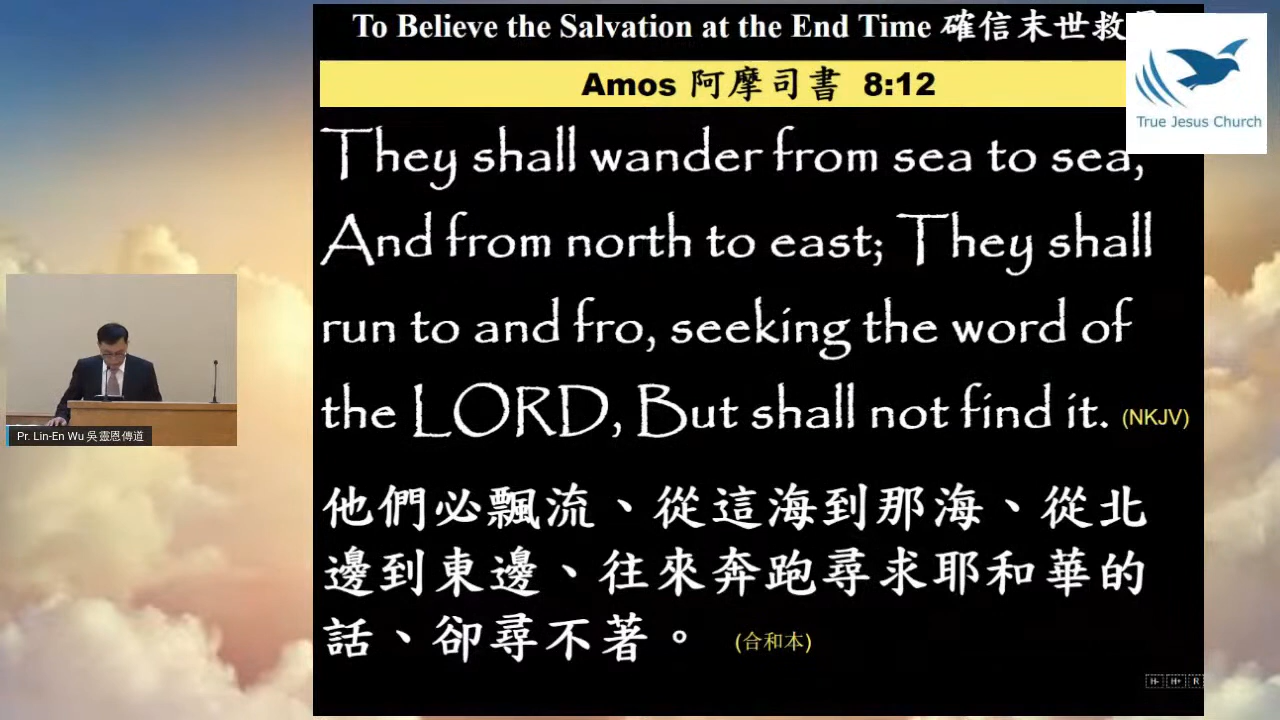 To Believe the Salvation at the End Time 確信末世救
Amos 阿摩司書 8:12
True Jesus Church
They shall wander from sea to sea,
And from north to east; They shall
run to and fro, seeking the word of
the LORD, But shall not find it. (NKJV)
他們必飄流、從這海到那海、從北
邊到東邊、往來奔跑尋求耶和華的
話、卻尋不著。 (合和本)
Pr. Lin-En Wu 吳靈恩傳道
H- H+ R